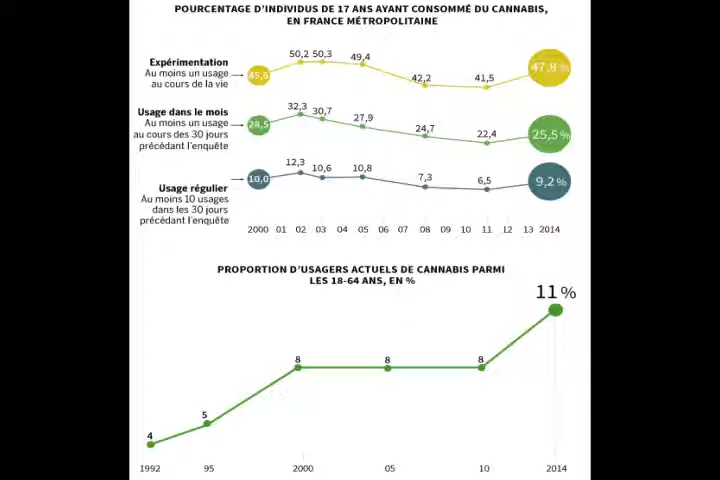 POURCENTAGE D'INDIVIDUS DE 17 ANS AYANT CONSOMMÉ DU CANNABIS,
EN FRANCE MÉTROPOLITAINE
Expérimentation
Au moins un usage
au cours de la vie
45,6
50,2 50,3 49,4 42,2 41,5 47,8 %
Usage dans le mois
Au moins un usage
au cours des 30 jours
précédant l'enquête
28,5 32,3 30,7 27,9 24,7 22,4 25,5 %
Usage régulier
Au moins 10 usages
dans les 30 jours
précédant l'enquête
10,0 12,3 10,6 10,8 7,3 6,5 9,2 %
2000 01 02 03 04 05 06 07 08 09 10 11 12 13 2014
PROPORTION D'USAGERS ACTUELS DE CANNABIS PARMI
LES 18-64 ANS, EN %
4 5 8 8 8 11 %
1992 95 2000 05 10 2014